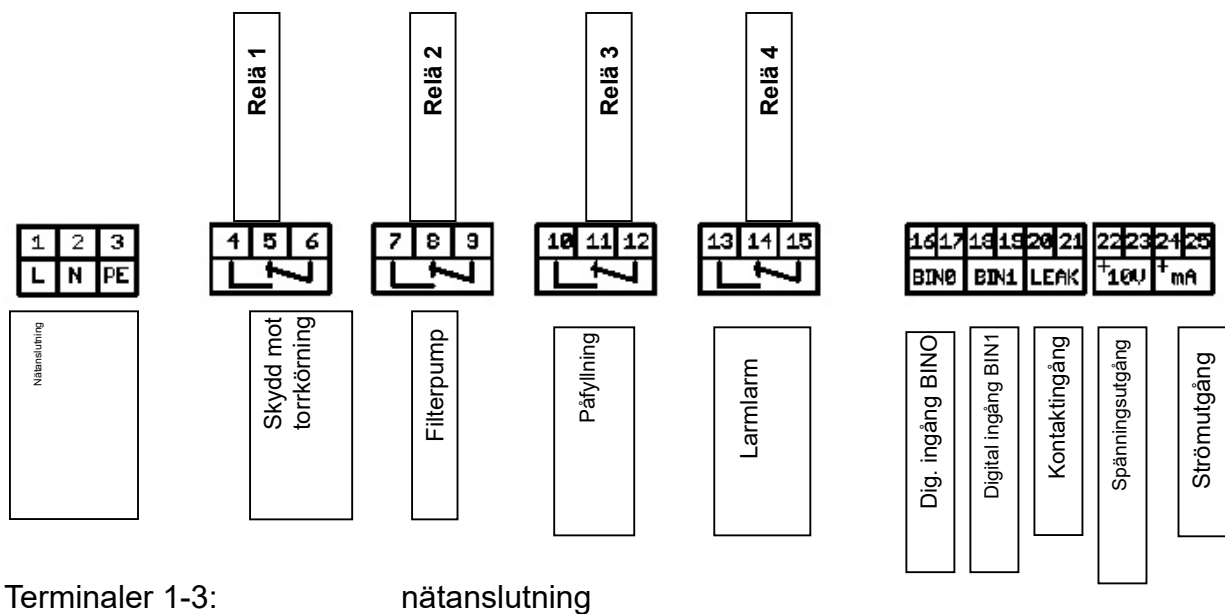 Relä 1
Relä 2
Relä 3
Relä 4
1 2 3
L N PE
4 5 6
7 8 9
10 11 12
13 14 15
16 17 18 19 20 21
BIN0 BIN1 LEAK
22 23 24 25
+10V +mA
Nätanslutning
Skydd mot
torrkörning
Filterpump
Påfyllning
Larmlarm
Dig. ingång BINO
Digital ingång BIN1
Kontaktingång
Spänningsutgång
Strömutgång
Terminaler 1-3: nätanslutning